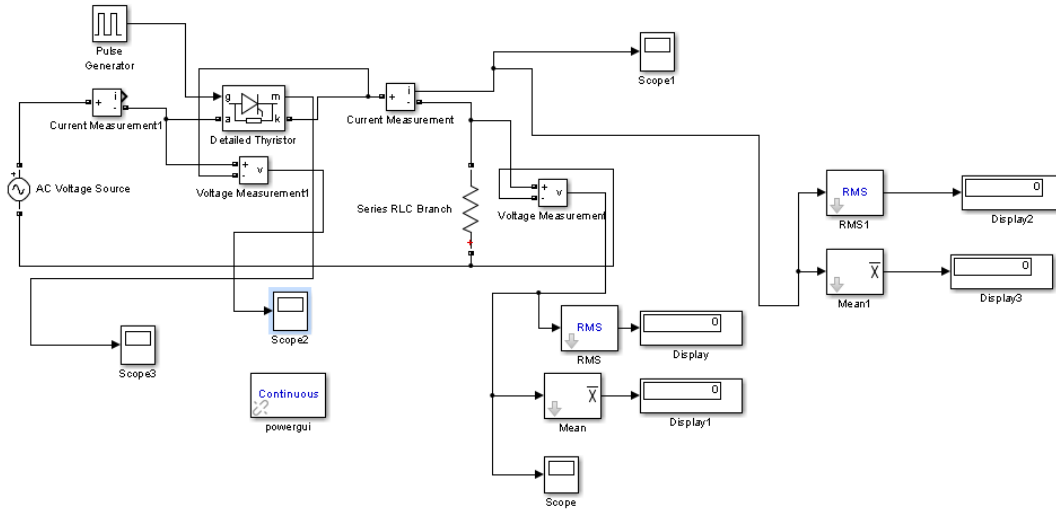 Pulse
Generator
Scope1
i
+
-
Current Measurement1
g
m
a
k
Detailed Thyristor
i
+
-
Current Measurement
+
AC Voltage Source
+
-
v
Voltage Measurement1
Series RLC Branch
+
+
-
v
Voltage Measurement
RMS
RMS1
0
Display2
X
Mean1
0
Display3
Scope2
Scope3
Continuous
powergui
RMS
RMS
0
Display
X
Mean
0
Display1
Scope